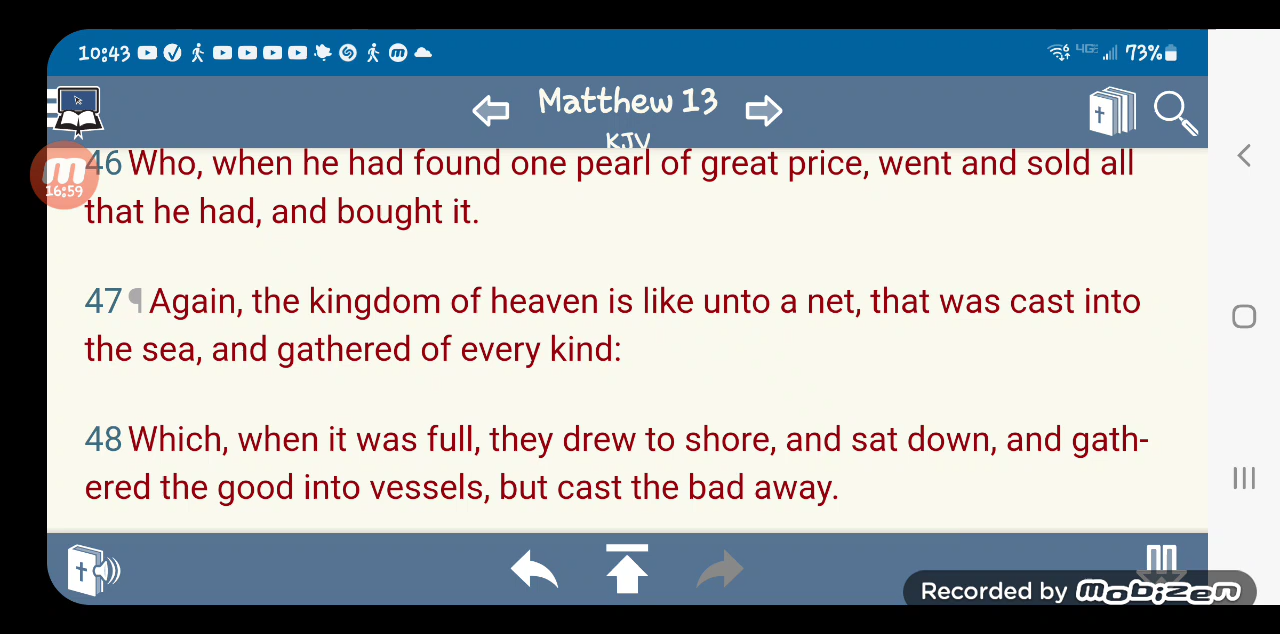 10:43
4GE 73%
Matthew 13
KJV
m
16:59
46 Who, when he had found one pearl of great price, went and sold all
that he had, and bought it.
47 ¶ Again, the kingdom of heaven is like unto a net, that was cast into
the sea, and gathered of every kind:
48 Which, when it was full, they drew to shore, and sat down, and gath-
ered the good into vessels, but cast the bad away.
Recorded by mobizen